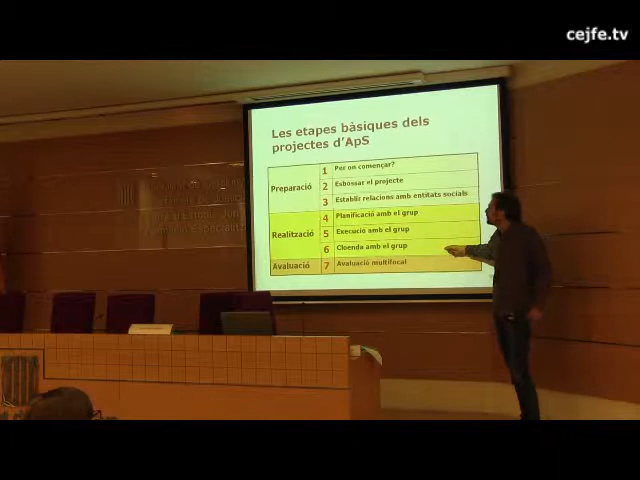 cejfe.tv
Les etapes bàsiques dels
projectes d'ApS
Preparació
1 Per on començar?
2 Esbossar el projecte
3 Establir relacions amb entitats socials
Realització
4 Planificació amb el grup
5 Execució amb el grup
6 Cloenda amb el grup
Avaluació
7 Avaluació multifocal